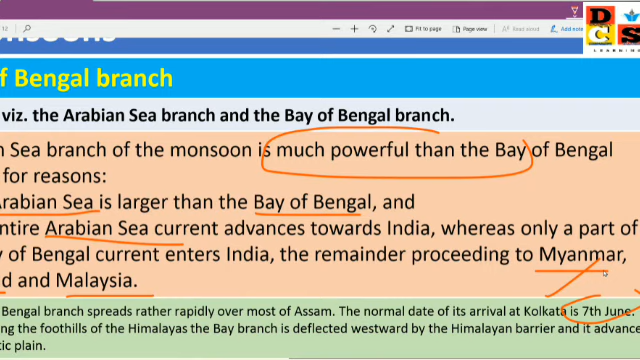 of Bengal branch
viz. the Arabian Sea branch and the Bay of Bengal branch.
Sea branch of the monsoon is much powerful than the Bay of Bengal
for reasons:
Arabian Sea is larger than the Bay of Bengal, and
ntire Arabian Sea current advances towards India, whereas only a part of
y of Bengal current enters India, the remainder proceeding to Myanmar,
d and Malaysia.
Bengal branch spreads rather rapidly over most of Assam. The normal date of its arrival at Kolkata is 7th June.
ng the foothills of the Himalayas the Bay branch is deflected westward by the Himalayan barrier and it advance
tic plain.
12
Fit to page
Page view
Read aloud
Add note
D
C
S
LEARNING